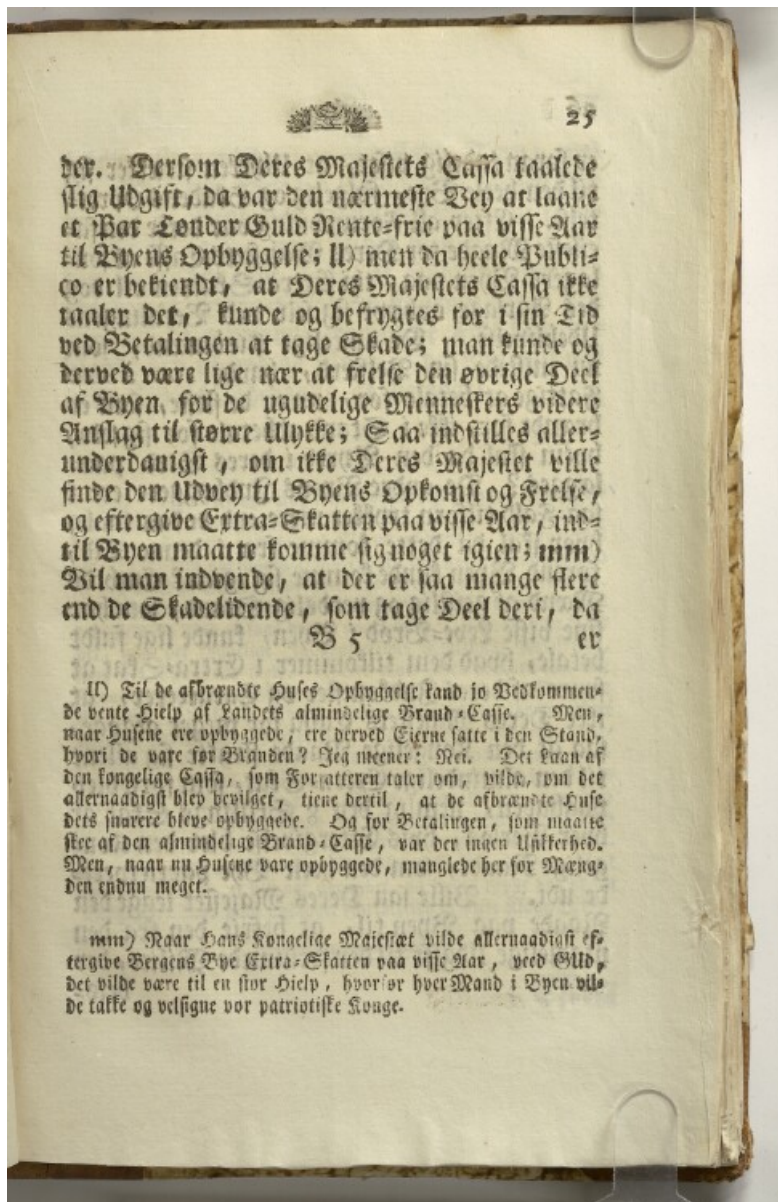 25
der. Dersom Deres Majestets Cassa taalede
slig Udgift, da var den nærmeste Vey at laane
et Par Tønder Guld Rente-frie paa visse Aar
til Byens Opbyggelse; ll) men da heele Publi-
co er bekiendt, at Deres Majestets Cassa ikke
taaler det, kunde og befrygtes for i sin Tid
ved Betalingen at tage Skade; man kunde og
derved være lige nær at frelse den øvrige Deel
af Byen for de ugudelige Menneskers videre
Anslag til større Ulykke; Saa indstilles aller-
underdanigst, om ikke Deres Majestet ville
finde den Udvey til Byens Opkomst og Frelse,
og eftergive Extra-Skatten paa visse Aar, ind-
til Byen maatte komme sig noget igien; mm)
Vil man indvende, at der er saa mange flere
end de Skadelidende, som tage Deel deri, da
B 5 er
ll) Til de afbrændte Huses Opbyggelse kand jo Vedkommen-
de vente Hielp af Landets almindelige Brand-Casse. Men,
naar Husene ere opbyggede, ere derved Eierne satte i den Stand,
hvori de vare før Branden? Jeg meener: Nei. Det Laan af
den kongelige Cassa, som Forfatteren taler om, vilde, om det
allernaadigst blev bevilget, tiene dertil, at de afbrændte Huse
dets snarere bleve opbyggede. Og for Betalingen, som maatte
skee af den almindelige Brand-Casse, var der ingen Usikkerhed.
Men, naar nu Husene vare opbyggede, manglede her for Mæng-
den endnu meget.
mm) Naar Hans Kongelige Majestæt vilde allernaadigst ef-
tergive Bergens Bye Extra-Skatten paa visse Aar, veed GUd,
det vilde være til en stor Hielp, hvorfor hver Mand i Byen vil-
de takke og velsigne vor patriotiske Konge.